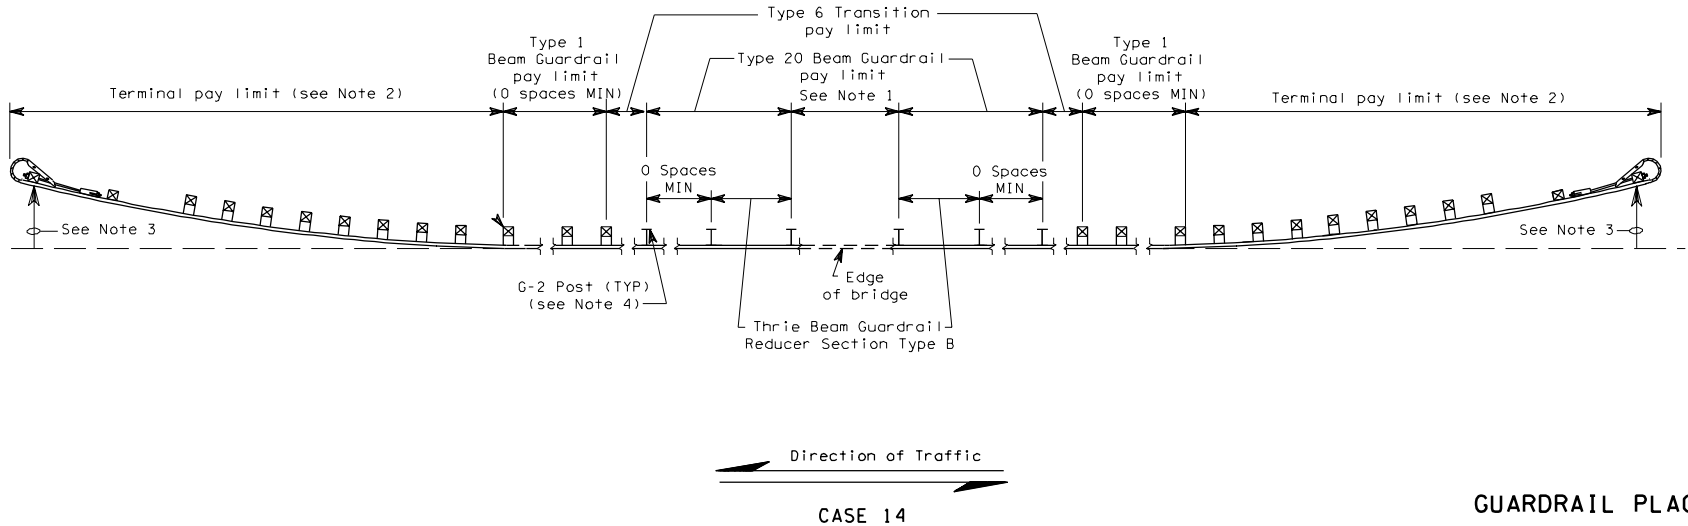 Type 6 Transition
pay limit
Type 1
Beam Guardrail
pay limit
(0 spaces MIN)
Type 20 Beam Guardrail
pay limit
See Note 1
Type 1
Beam Guardrail
pay limit
(0 spaces MIN)
Terminal pay limit (see Note 2)
Terminal pay limit (see Note 2)
0 Spaces
MIN
0 Spaces
MIN
See Note 3
See Note 3
G-2 Post (TYP)
(see Note 4)
Edge
of bridge
Thrie Beam Guardrail
Reducer Section Type B
Direction of Traffic
CASE 14
GUARDRAIL